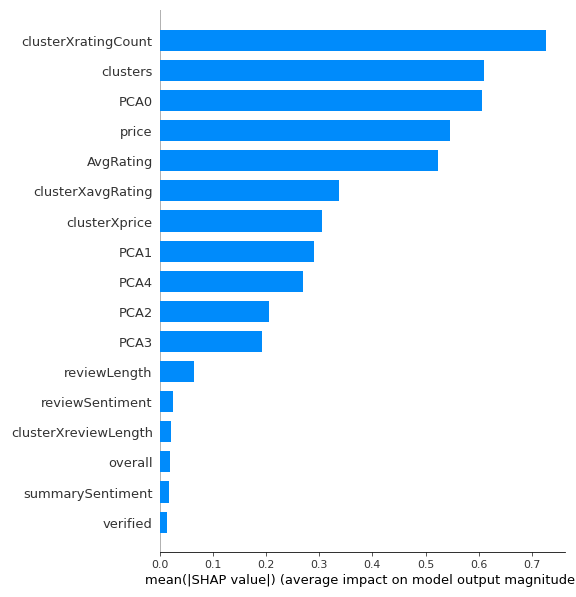 clusterXratingCount
clusters
PCA0
price
AvgRating
clusterXavgRating
clusterXprice
PCA1
PCA4
PCA2
PCA3
reviewLength
reviewSentiment
clusterXreviewLength
overall
summarySentiment
verified
0.0 0.1 0.2 0.3 0.4 0.5 0.6 0.7
mean(|SHAP value|) (average impact on model output magnitude